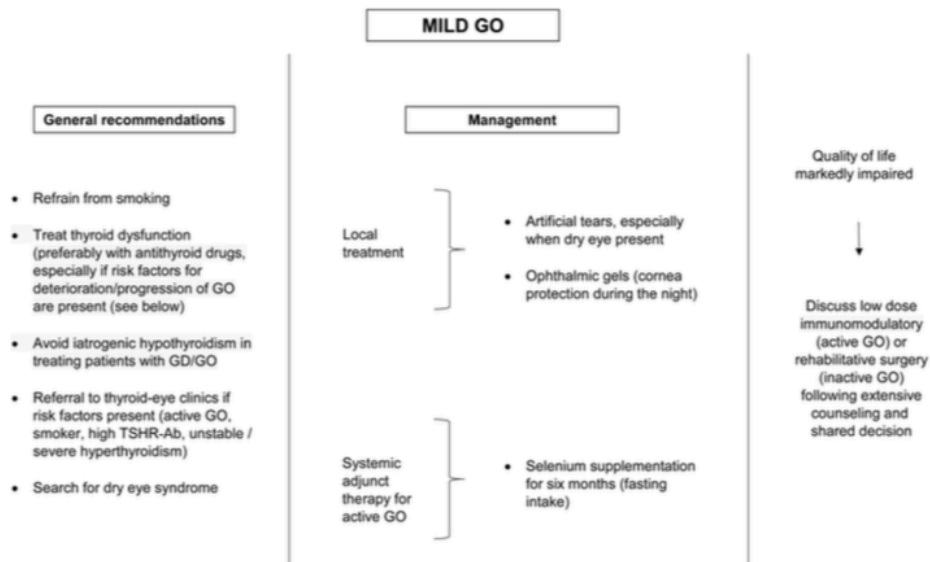 MILD GO
General recommendations
• Refrain from smoking
• Treat thyroid dysfunction
(preferably with antithyroid drugs,
especially if risk factors for
deterioration/progression of GO
are present (see below)
• Avoid iatrogenic hypothyroidism in
treating patients with GD/GO
• Referral to thyroid-eye clinics if
risk factors present (active GO,
smoker, high TSHR-Ab, unstable /
severe hyperthyroidism)
• Search for dry eye syndrome
Management
Local
treatment
• Artificial tears, especially
when dry eye present
• Ophthalmic gels (cornea
protection during the night)
Systemic
adjunct
therapy for
active GO
• Selenium supplementation
for six months (fasting
intake)
Quality of life
markedly impaired
Discuss low dose
immunomodulatory
(active GO) or
rehabilitative surgery
(inactive GO)
following extensive
counseling and
shared decision